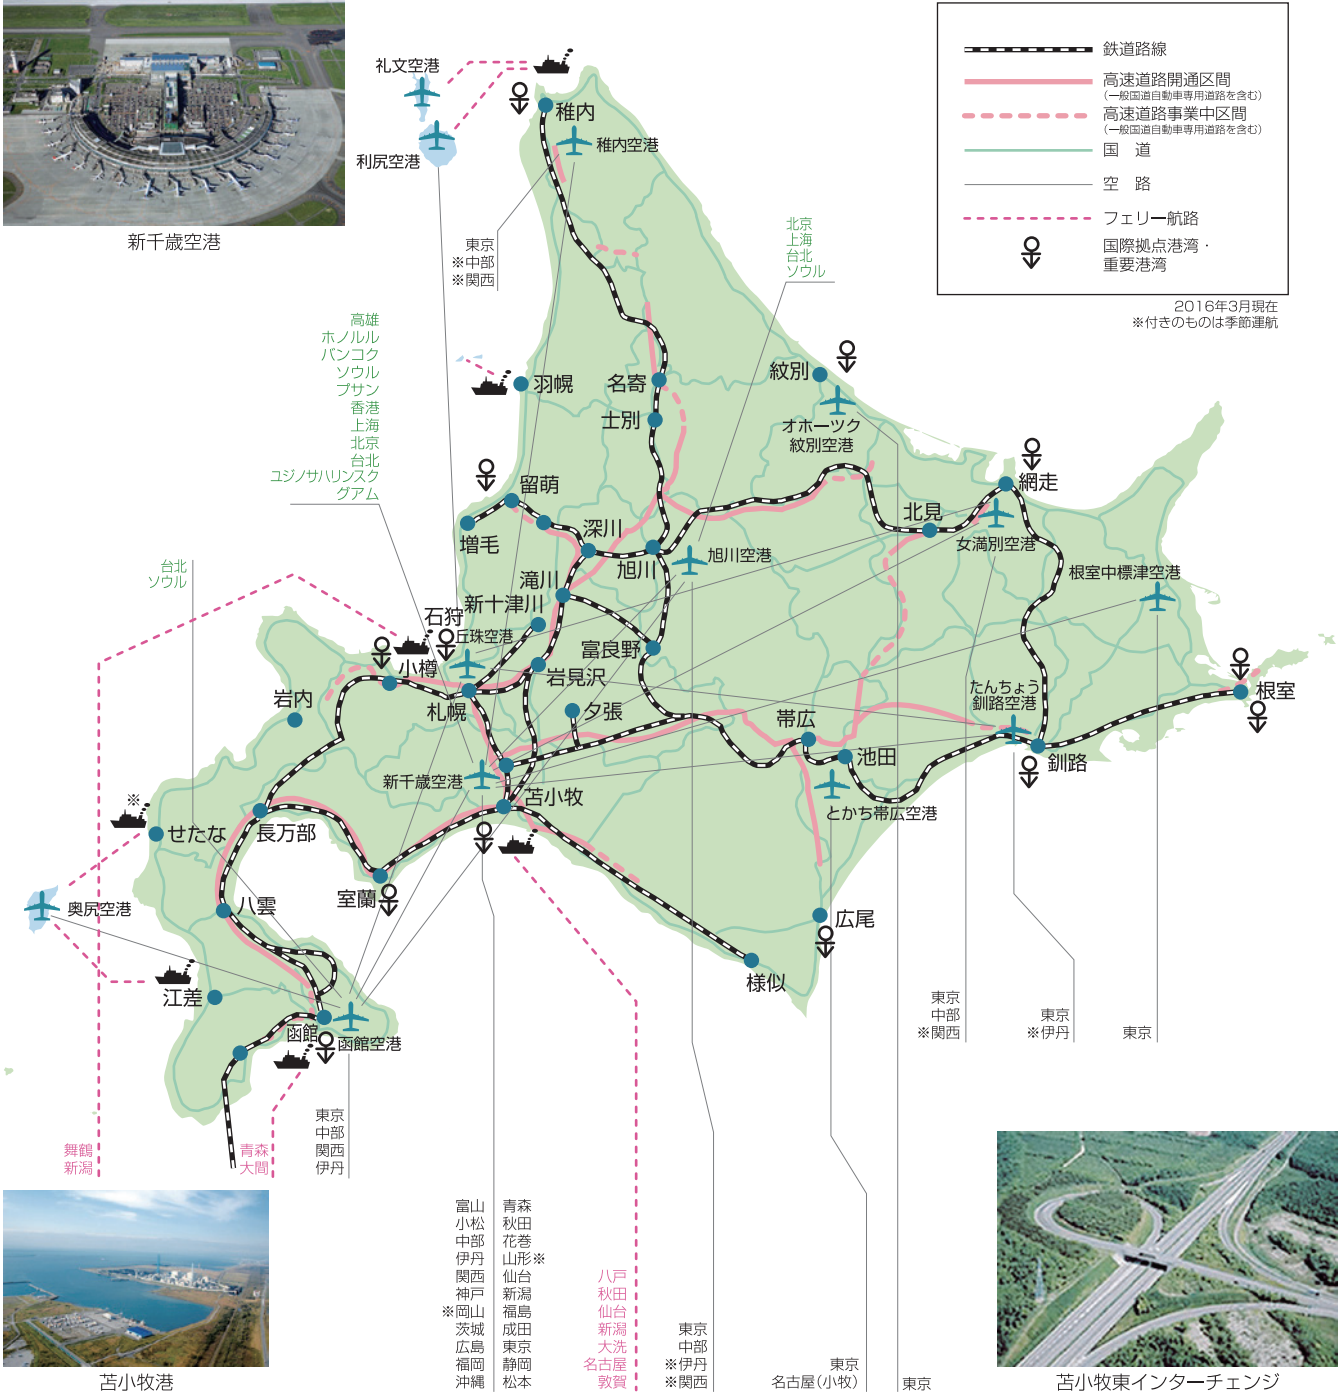 新千歳空港
鉄道路線
高速道路開通区間
（一般国道自動車専用道路を含む）
高速道路事業中区間
（一般国道自動車専用道路を含む）
国　道
空　路
フェリー航路
国際拠点港湾・
重要港湾
2016年3月現在
※付きのものは季節運航
礼文空港
利尻空港
稚内
稚内空港
東京
※中部
※関西
北京
上海
台北
ソウル
高雄
ホノルル
バンコク
ソウル
プサン
香港
上海
北京
台北
ユジノサハリンスク
グアム
羽幌
名寄
士別
紋別
オホーツク
紋別空港
網走
北見
女満別空港
根室中標津空港
留萌
増毛
深川
旭川
旭川空港
滝川
新十津川
石狩
丘珠空港
小樽
富良野
岩見沢
岩内
札幌
夕張
台北
ソウル
新千歳空港
苫小牧
帯広
池田
とかち帯広空港
たんちょう
釧路空港
釧路
根室
※
せたな
長万部
室蘭
八雲
奥尻空港
江差
函館
函館空港
広尾
様似
東京
中部
※関西
東京
※伊丹
東京
舞鶴
新潟
青森
大間
東京
中部
関西
伊丹
富山
小松
中部
伊丹
関西
神戸
※岡山
茨城
広島
福岡
沖縄
青森
秋田
花巻
山形※
仙台
新潟
福島
成田
東京
静岡
松本
八戸
秋田
仙台
新潟
大洗
名古屋
敦賀
東京
中部
※伊丹
※関西
東京
名古屋（小牧）
東京
苫小牧港
苫小牧東インターチェンジ